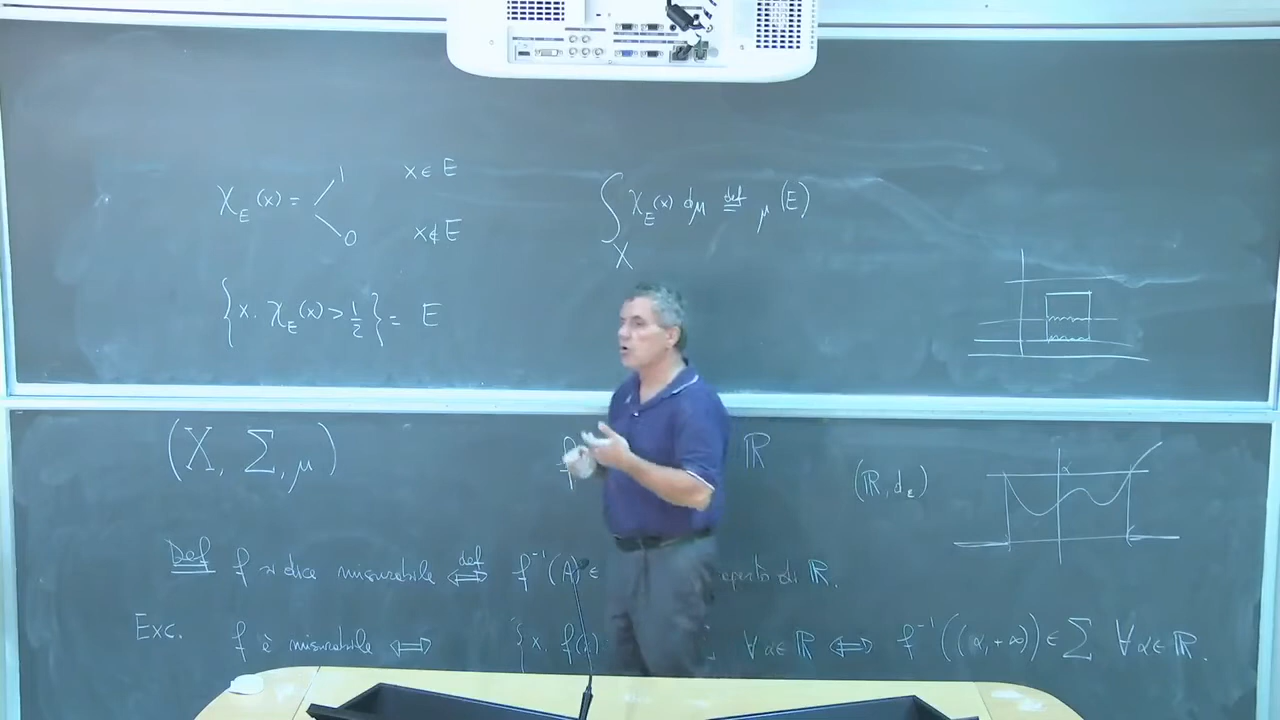 χ_E(x) = 1 x ∈ E
0 x ∉ E
∫_X χ_E(x) dμ def= μ(E)
{x. χ_E(x) > 1/2} = E
(X, Σ, μ) f ℝ (ℝ, d_ε) α
Def f si dice misurabile def⟺ f⁻¹(A) ∈ aperto di ℝ.
Exc. f è misurabile ⟺ {x. f(x) ∀ α ∈ ℝ ⟺ f⁻¹((α, +∞)) ∈ Σ ∀ α ∈ ℝ.